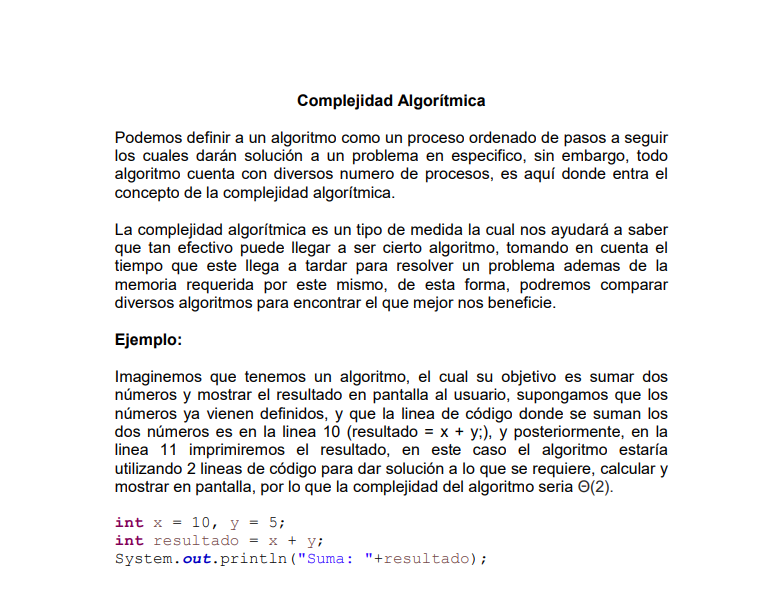 Complejidad Algorítmica
Podemos definir a un algoritmo como un proceso ordenado de pasos a seguir
los cuales darán solución a un problema en especifico, sin embargo, todo
algoritmo cuenta con diversos numero de procesos, es aquí donde entra el
concepto de la complejidad algorítmica.
La complejidad algorítmica es un tipo de medida la cual nos ayudará a saber
que tan efectivo puede llegar a ser cierto algoritmo, tomando en cuenta el
tiempo que este llega a tardar para resolver un problema ademas de la
memoria requerida por este mismo, de esta forma, podremos comparar
diversos algoritmos para encontrar el que mejor nos beneficie.
Ejemplo:
Imaginemos que tenemos un algoritmo, el cual su objetivo es sumar dos
números y mostrar el resultado en pantalla al usuario, supongamos que los
números ya vienen definidos, y que la linea de código donde se suman los
dos números es en la linea 10 (resultado = x + y;), y posteriormente, en la
linea 11 imprimiremos el resultado, en este caso el algoritmo estaría
utilizando 2 lineas de código para dar solución a lo que se requiere, calcular y
mostrar en pantalla, por lo que la complejidad del algoritmo seria Θ(2).
int x = 10, y = 5;
int resultado = x + y;
System.out.println("Suma: "+resultado);